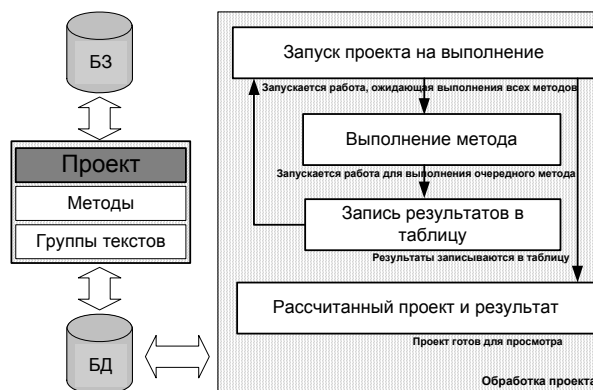 БЗ
Проект
Методы
Группы текстов
БД
Запуск проекта на выполнение
Запускается работа, ожидающая выполнения всех методов
Выполнение метода
Запускается работа для выполнения очередного метода
Запись результатов в
таблицу
Результаты записываются в таблицу
Рассчитанный проект и результат
Проект готов для просмотра
Обработка проекта